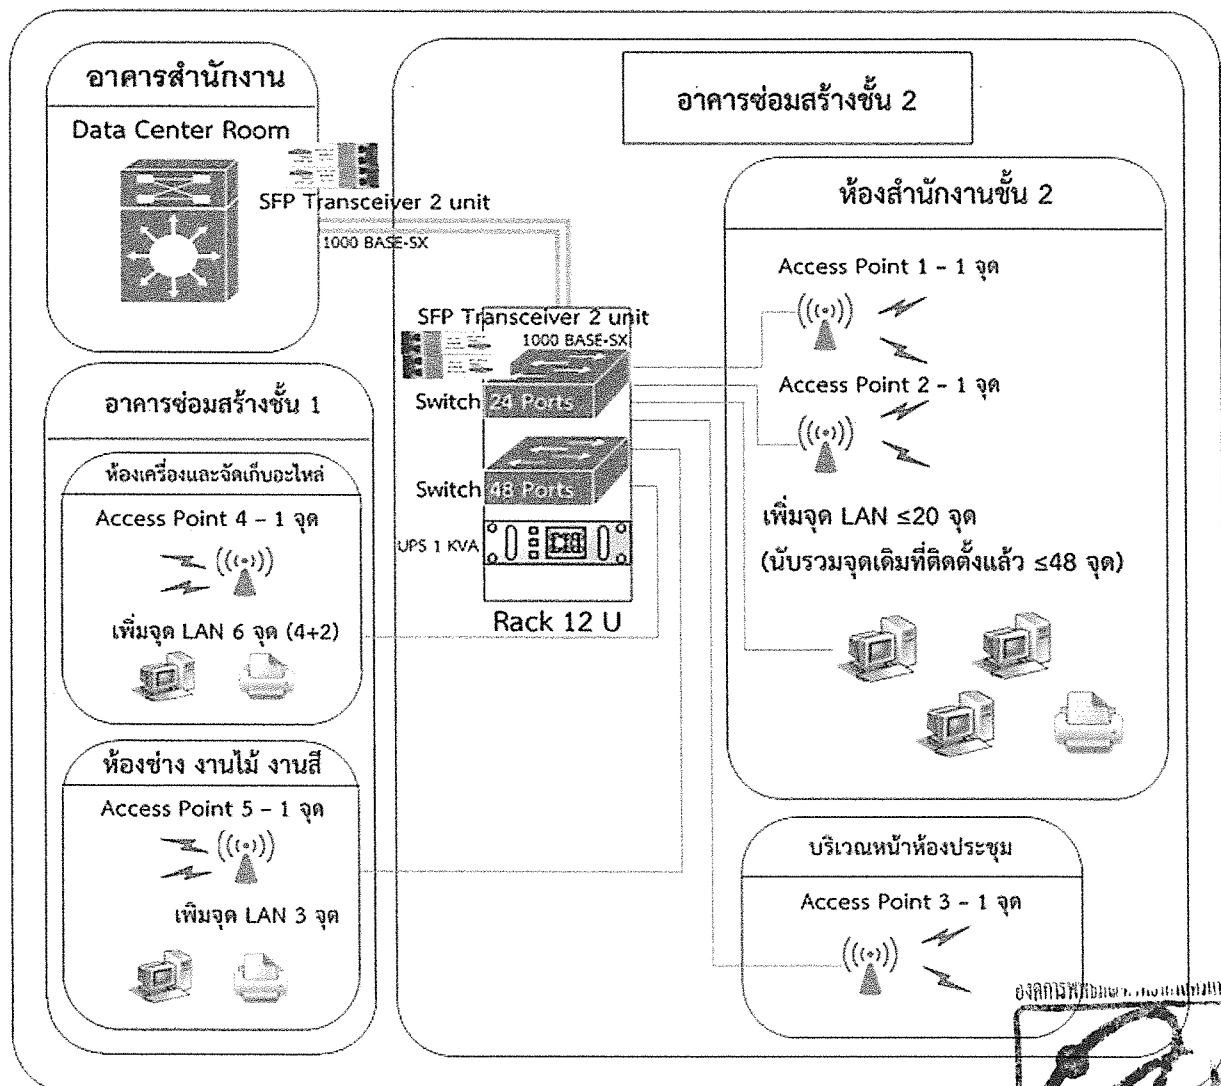 อาคารสำนักงาน
Data Center Room
SFP Transceiver 2 unit
1000 BASE-SX
อาคารซ่อมสร้างชั้น 2
ห้องสำนักงานชั้น 2
Access Point 1 - 1 จุด
Access Point 2 - 1 จุด
เพิ่มจุด LAN ≤20 จุด
(นับรวมจุดเดิมที่ติดตั้งแล้ว ≤48 จุด)
SFP Transceiver 2 unit
1000 BASE-SX
Switch 24 Ports
Switch 48 Ports
UPS 1 KVA
Rack 12 U
อาคารซ่อมสร้างชั้น 1
ห้องเครื่องและจัดเก็บอะไหล่
Access Point 4 - 1 จุด
เพิ่มจุด LAN 6 จุด (4+2)
ห้องช่าง งานไม้ งานสี
Access Point 5 - 1 จุด
เพิ่มจุด LAN 3 จุด
บริเวณหน้าห้องประชุม
Access Point 3 - 1 จุด